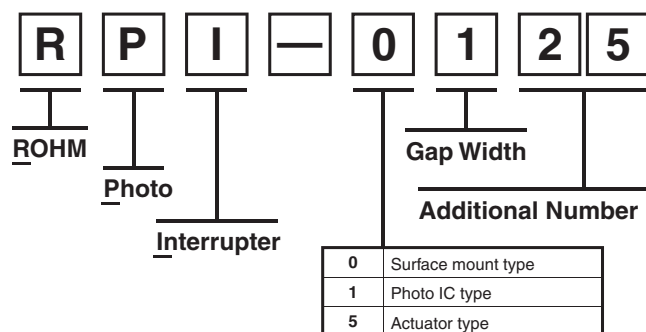 R P I — 0 1 2 5
ROHM
Gap Width
Photo
Additional Number
Interrupter
0 Surface mount type
1 Photo IC type
5 Actuator type